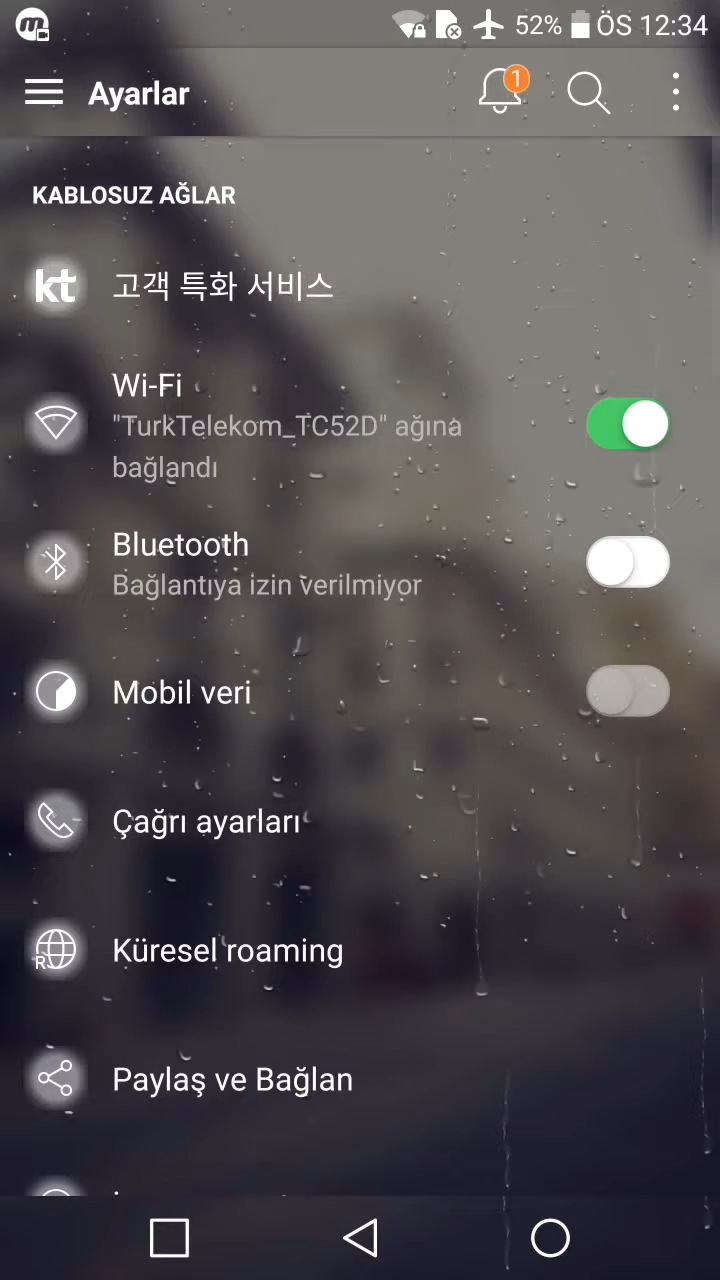 52% ÖS 12:34
Ayarlar
1
KABLOSUZ AĞLAR
kt
고객 특화 서비스
Wi-Fi
"TurkTelekom_TC52D" ağına
bağlandı
Bluetooth
Bağlantıya izin verilmiyor
Mobil veri
Çağrı ayarları
R
Küresel roaming
Paylaş ve Bağlan